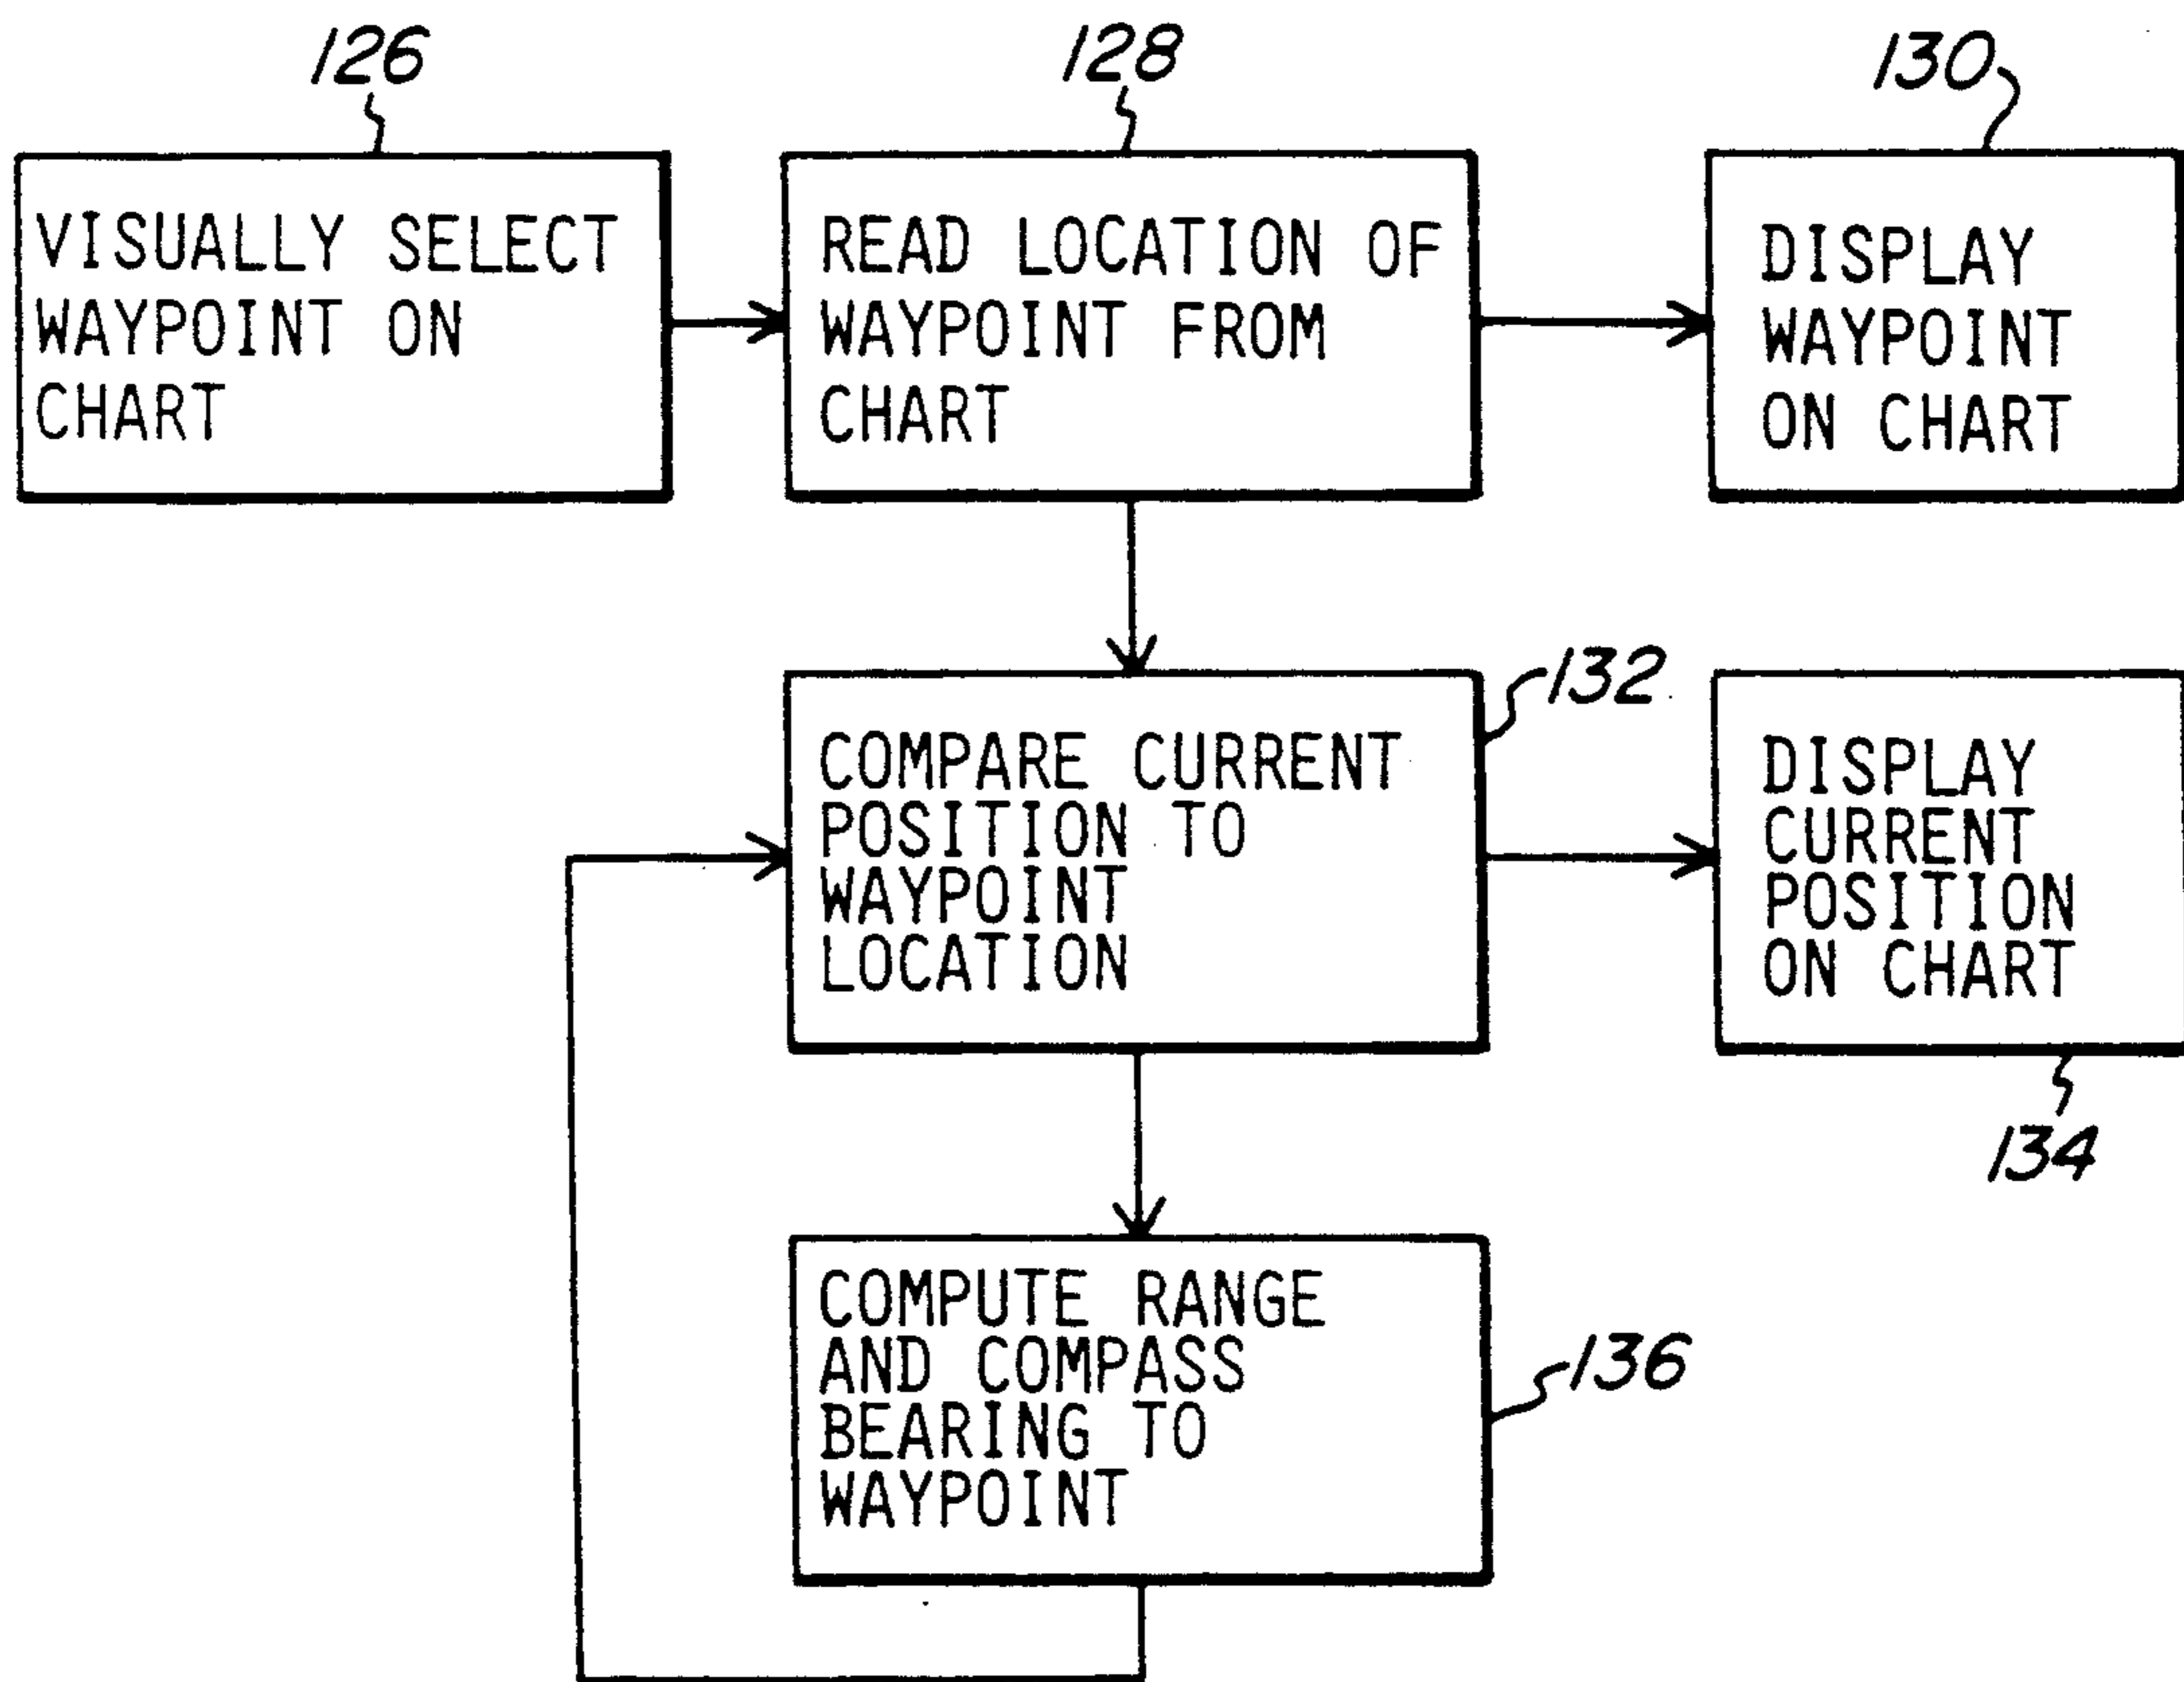 126
VISUALLY SELECT
WAYPOINT ON
CHART
128
READ LOCATION OF
WAYPOINT FROM
CHART
130
DISPLAY
WAYPOINT
ON CHART
132
COMPARE CURRENT
POSITION TO
WAYPOINT
LOCATION
DISPLAY
CURRENT
POSITION
ON CHART
134
COMPUTE RANGE
AND COMPASS
BEARING TO
WAYPOINT
136